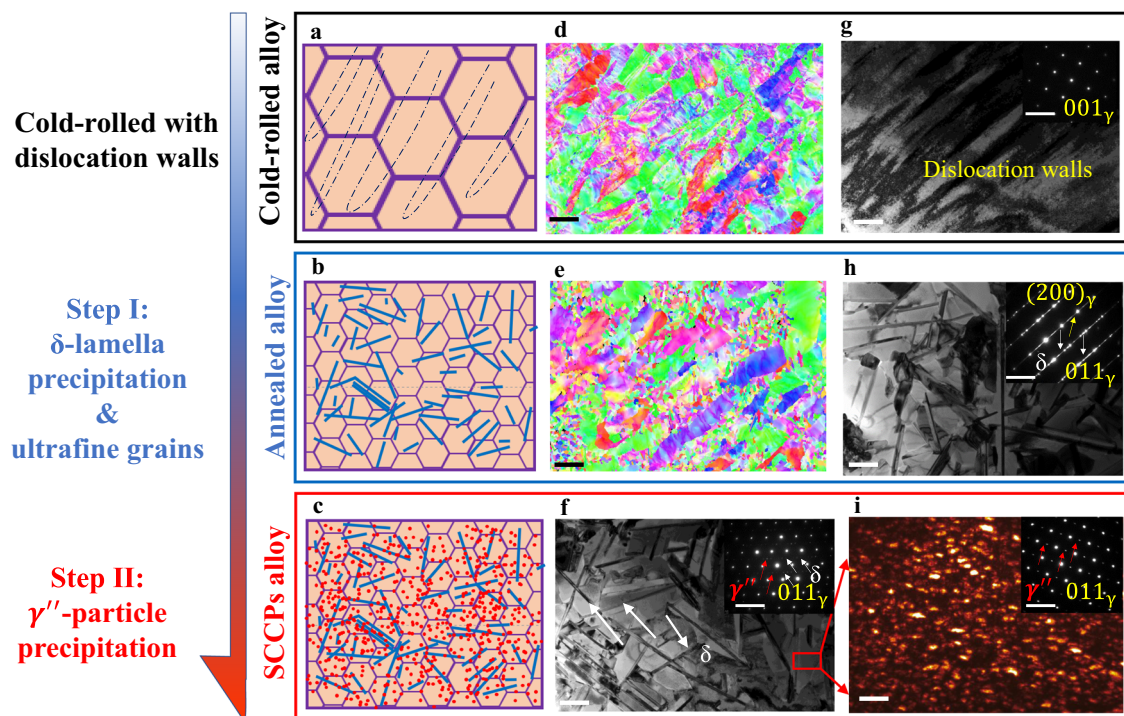 Cold-rolled with
dislocation walls
Step I:
δ-lamella
precipitation
&
ultrafine grains
Step II:
γ′′-particle
precipitation
Cold-rolled alloy
a
d
g
001γ
Dislocation walls
Annealed alloy
b
e
h
(200)γ
δ
011γ
SCCPs alloy
c
f
γ′′
δ
011γ
δ
i
γ′′
011γ